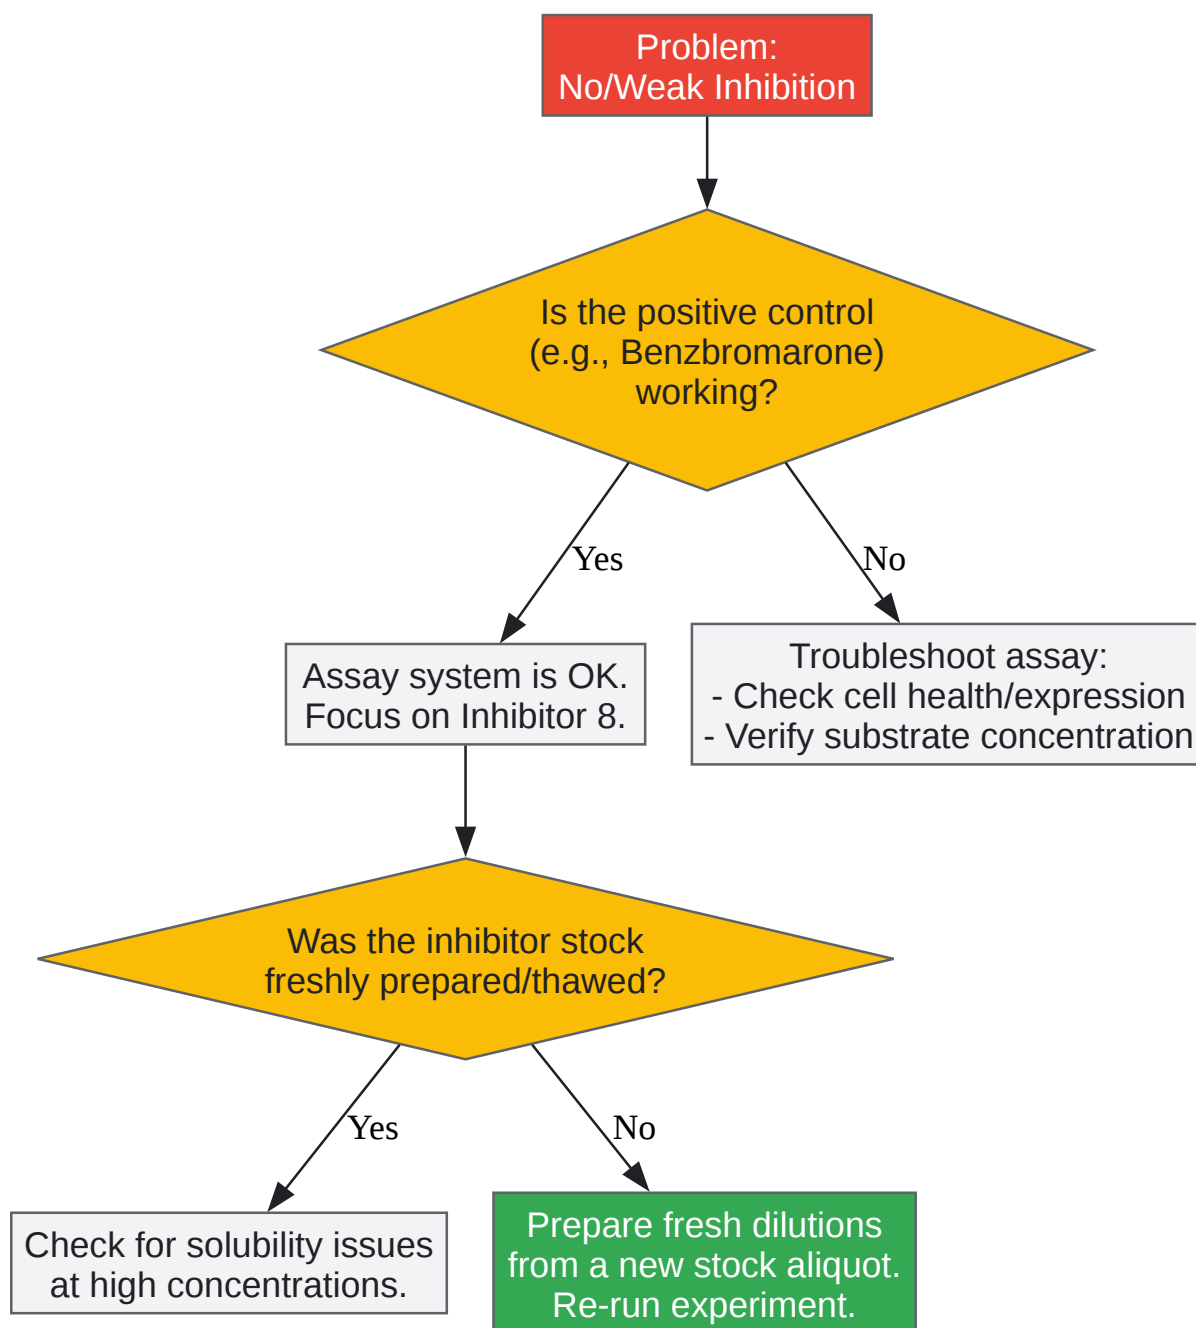 Problem:
No/Weak Inhibition
Is the positive control
(e.g., Benzbromarone)
working?
Yes
No
Assay system is OK.
Focus on Inhibitor 8.
Troubleshoot assay:
- Check cell health/expression
- Verify substrate concentration
Was the inhibitor stock
freshly prepared/thawed?
Yes
No
Check for solubility issues
at high concentrations.
Prepare fresh dilutions
from a new stock aliquot.
Re-run experiment.